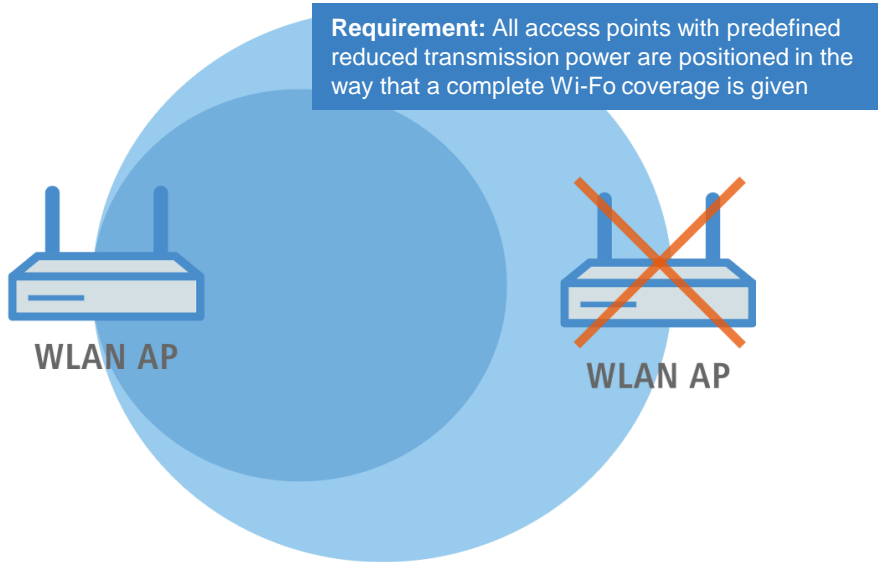 Requirement: All access points with predefined
reduced transmission power are positioned in the
way that a complete Wi-Fo coverage is given
WLAN AP
WLAN AP